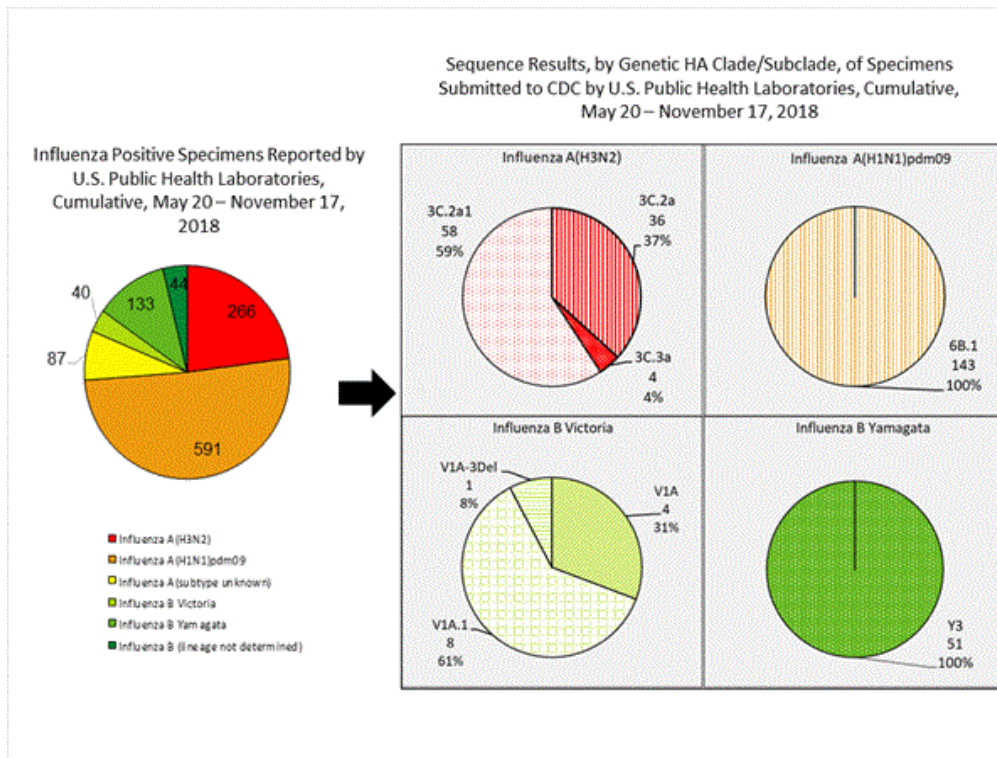 Sequence Results, by Genetic HA Clade/Subclade, of Specimens
Submitted to CDC by U.S. Public Health Laboratories, Cumulative,
May 20 – November 17, 2018
Influenza Positive Specimens Reported by
U.S. Public Health Laboratories,
Cumulative, May 20 – November 17,
2018
44
266
133
40
87
591
Influenza A(H3N2)
Influenza A(H1N1)pdm09
Influenza A(subtype unknown)
Influenza B Victoria
Influenza B Yamagata
Influenza B (lineage not determined)
Influenza A(H3N2)
3C.2a1
58
59%
3C.2a
36
37%
3C.3a
4
4%
Influenza A(H1N1)pdm09
6B.1
143
100%
Influenza B Victoria
V1A-3Del
1
8%
V1A
4
31%
V1A.1
8
61%
Influenza B Yamagata
Y3
51
100%